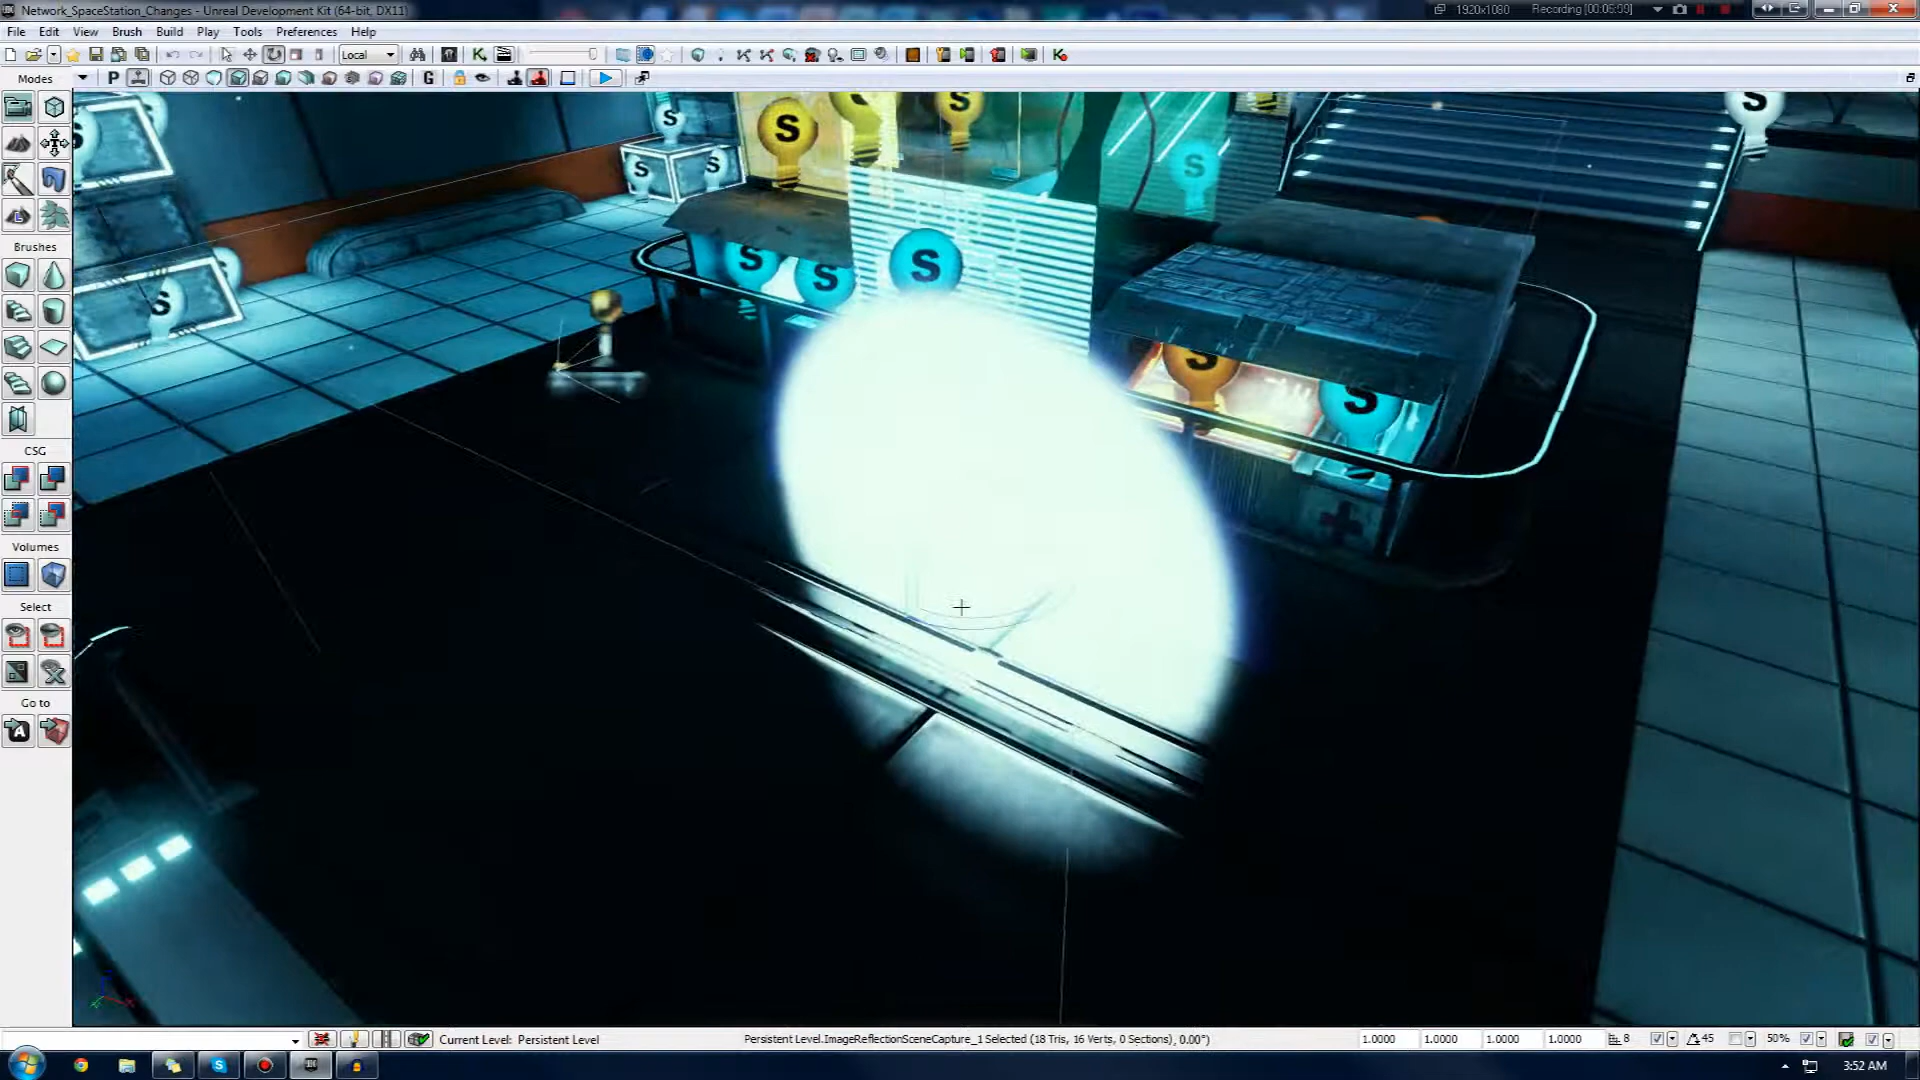 Network_SpaceStation_Changes - Unreal Development Kit (64-bit, DX11)
1920x1080
Recording [00:05:09]
File Edit View Brush Build Play Tools Preferences Help
Local
Modes
P
G
S S S S S S S S S S S S S S S
Brushes
CSG
Volumes
Select
Go to
A
Current Level: Persistent Level
Persistent Level.ImageReflectionSceneCapture_1 Selected (18 Tris, 16 Verts, 0 Sections), 0.00°)
1.0000 1.0000 1.0000 1.0000
8
45
50%
3:52 AM